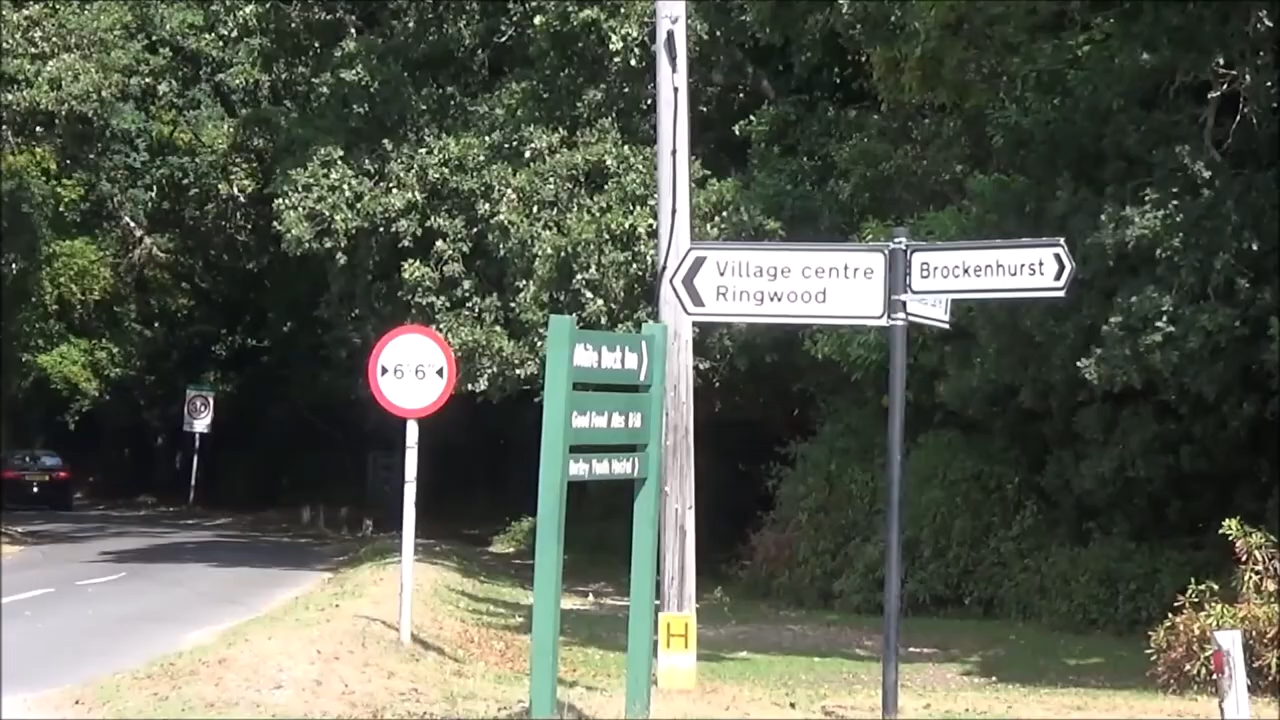 Village centre
Ringwood
Brockenhurst
6'6"
30
White Buck Inn
Good Food Ales B&B
Burley Youth Hostel
H